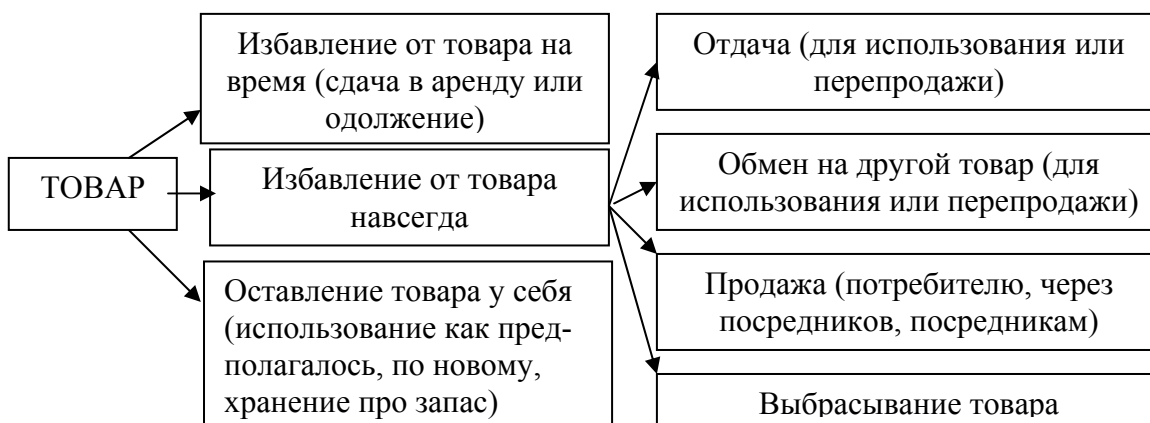 ТОВАР
Избавление от товара на
время (сдача в аренду или
одолжение)
Избавление от товара
навсегда
Оставление товара у себя
(использование как пред-
полагалось, по новому,
хранение про запас)
Отдача (для использования или
перепродажи)
Обмен на другой товар (для
использования или перепродажи)
Продажа (потребителю, через
посредников, посредникам)
Выбрасывание товара